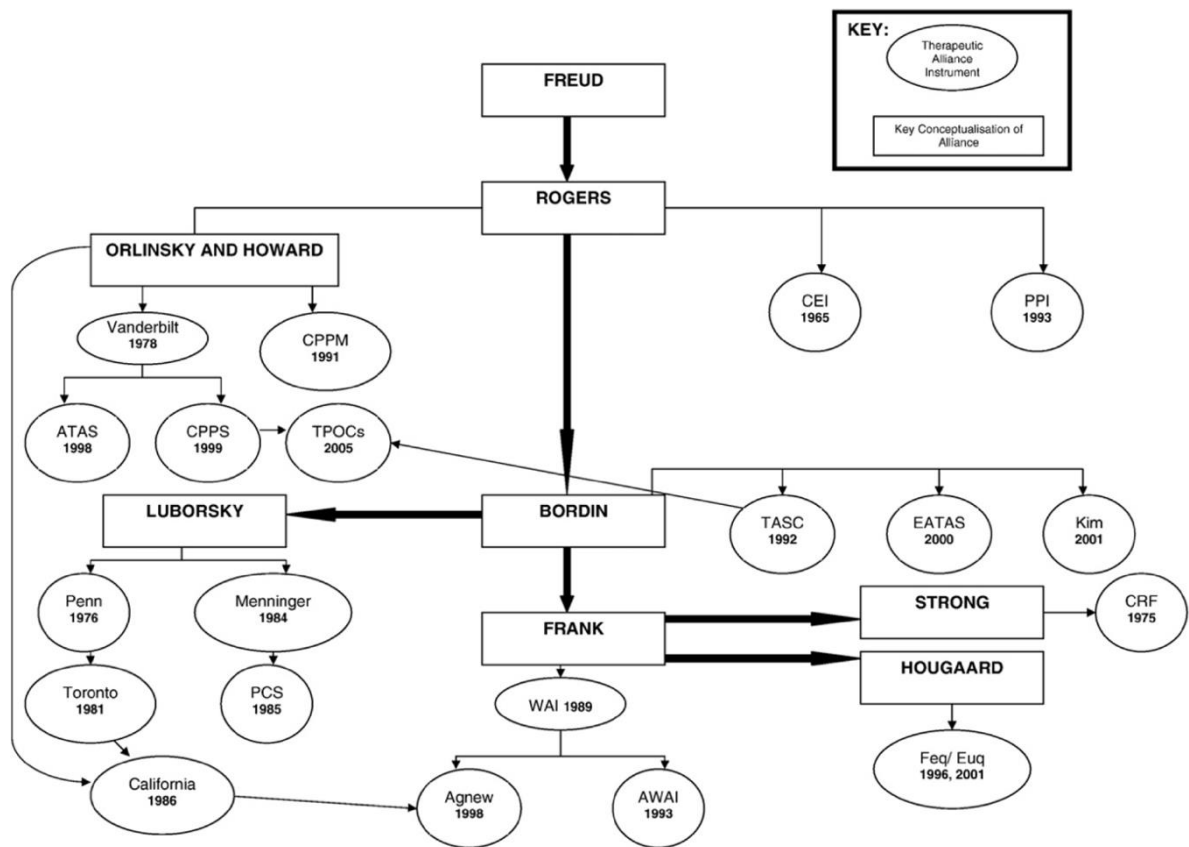 KEY:
Therapeutic
Alliance
Instrument
Key Conceptualisation of
Alliance
FREUD
ROGERS
ORLINSKY AND HOWARD
CEI
1965
PPI
1993
Vanderbilt
1978
CPPM
1991
ATAS
1998
CPPS
1999
TPOCs
2005
LUBORSKY
BORDIN
TASC
1992
EATAS
2000
Kim
2001
Penn
1976
Menninger
1984
FRANK
STRONG
CRF
1975
HOUGAARD
Toronto
1981
PCS
1985
WAI 1989
Feq/ Euq
1996, 2001
California
1986
Agnew
1998
AWAI
1993